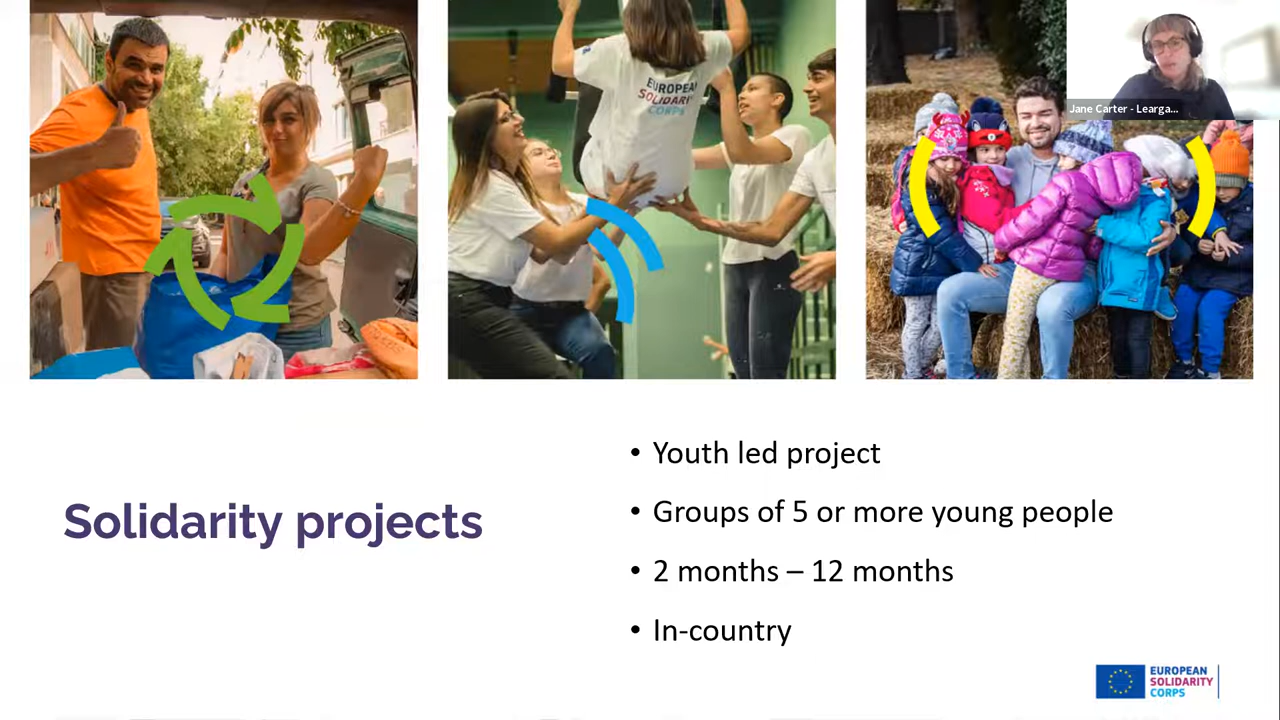 EUROPEAN
SOLIDARITY
CORPS
Jane Carter - Learga...
Solidarity projects
• Youth led project
• Groups of 5 or more young people
• 2 months – 12 months
• In-country
EUROPEAN
SOLIDARITY
CORPS